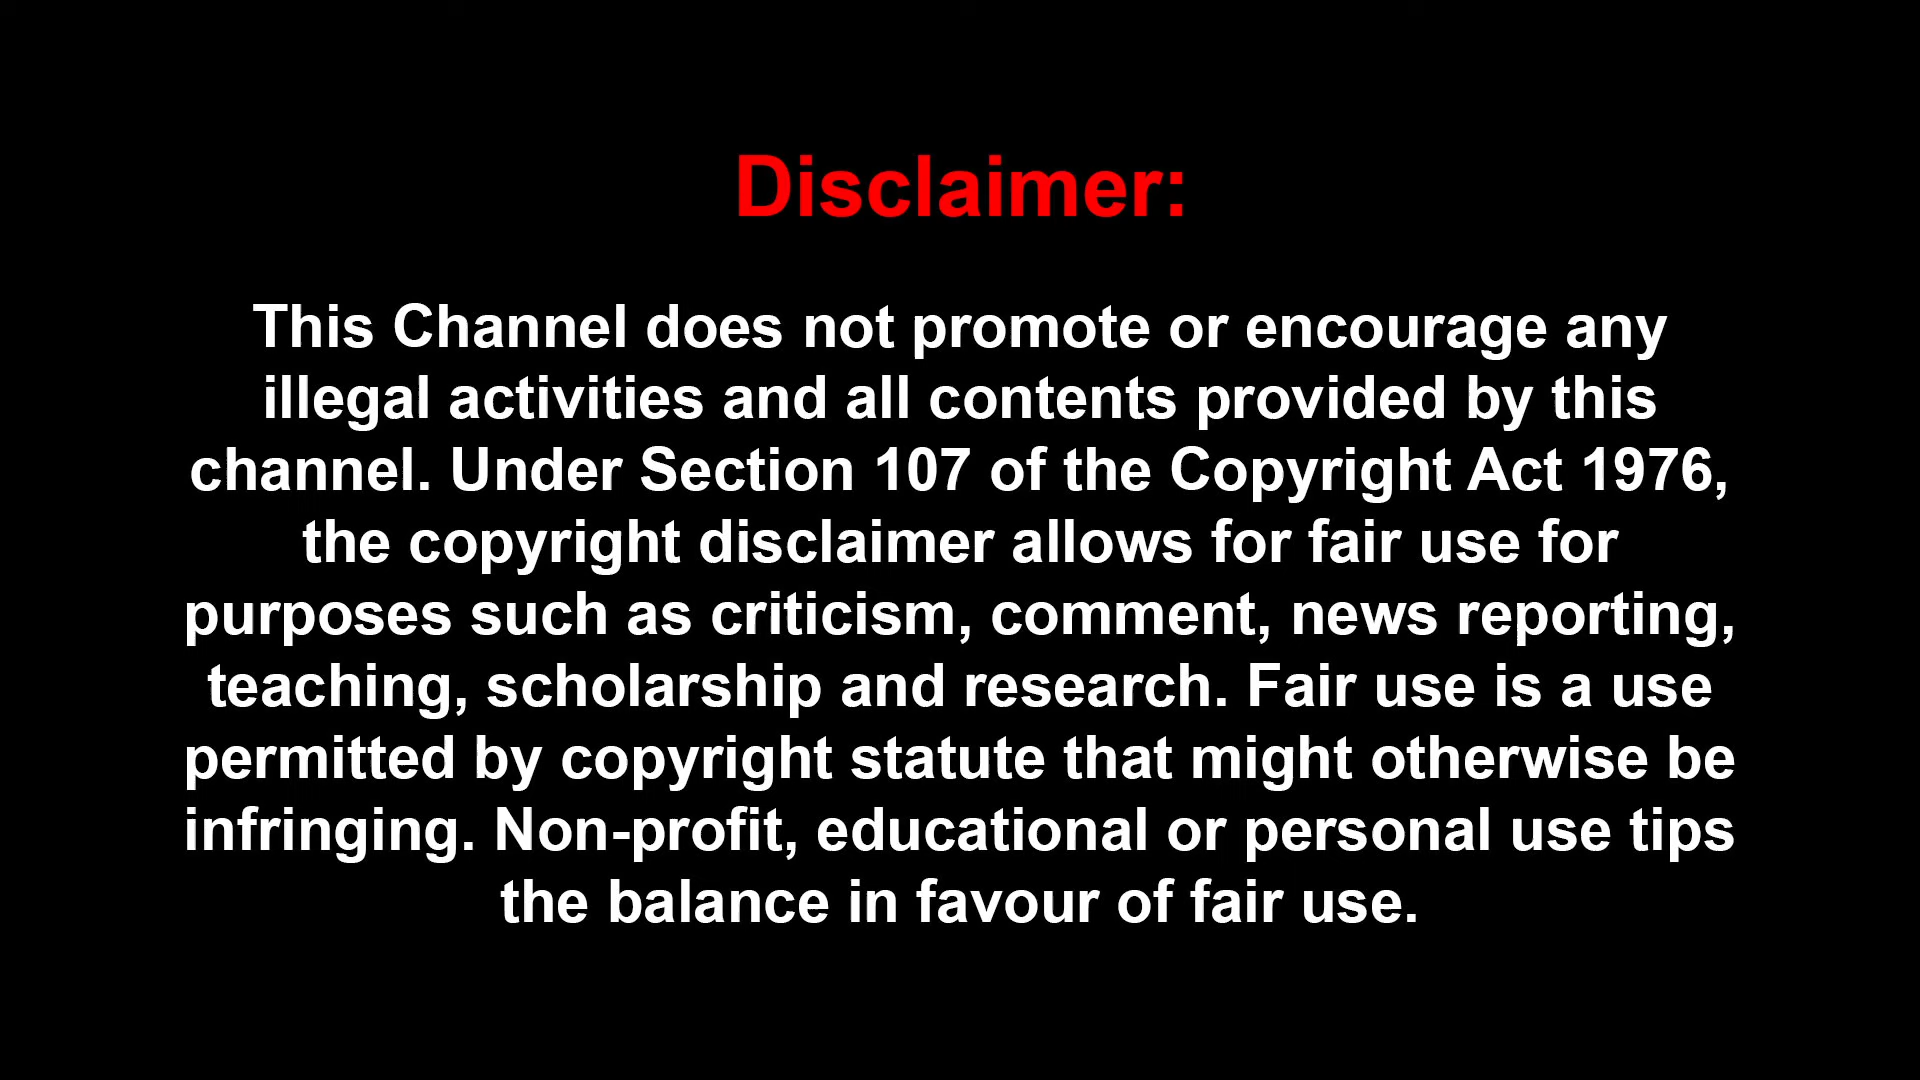 Disclaimer:
This Channel does not promote or encourage any
illegal activities and all contents provided by this
channel. Under Section 107 of the Copyright Act 1976,
the copyright disclaimer allows for fair use for
purposes such as criticism, comment, news reporting,
teaching, scholarship and research. Fair use is a use
permitted by copyright statute that might otherwise be
infringing. Non-profit, educational or personal use tips
the balance in favour of fair use.